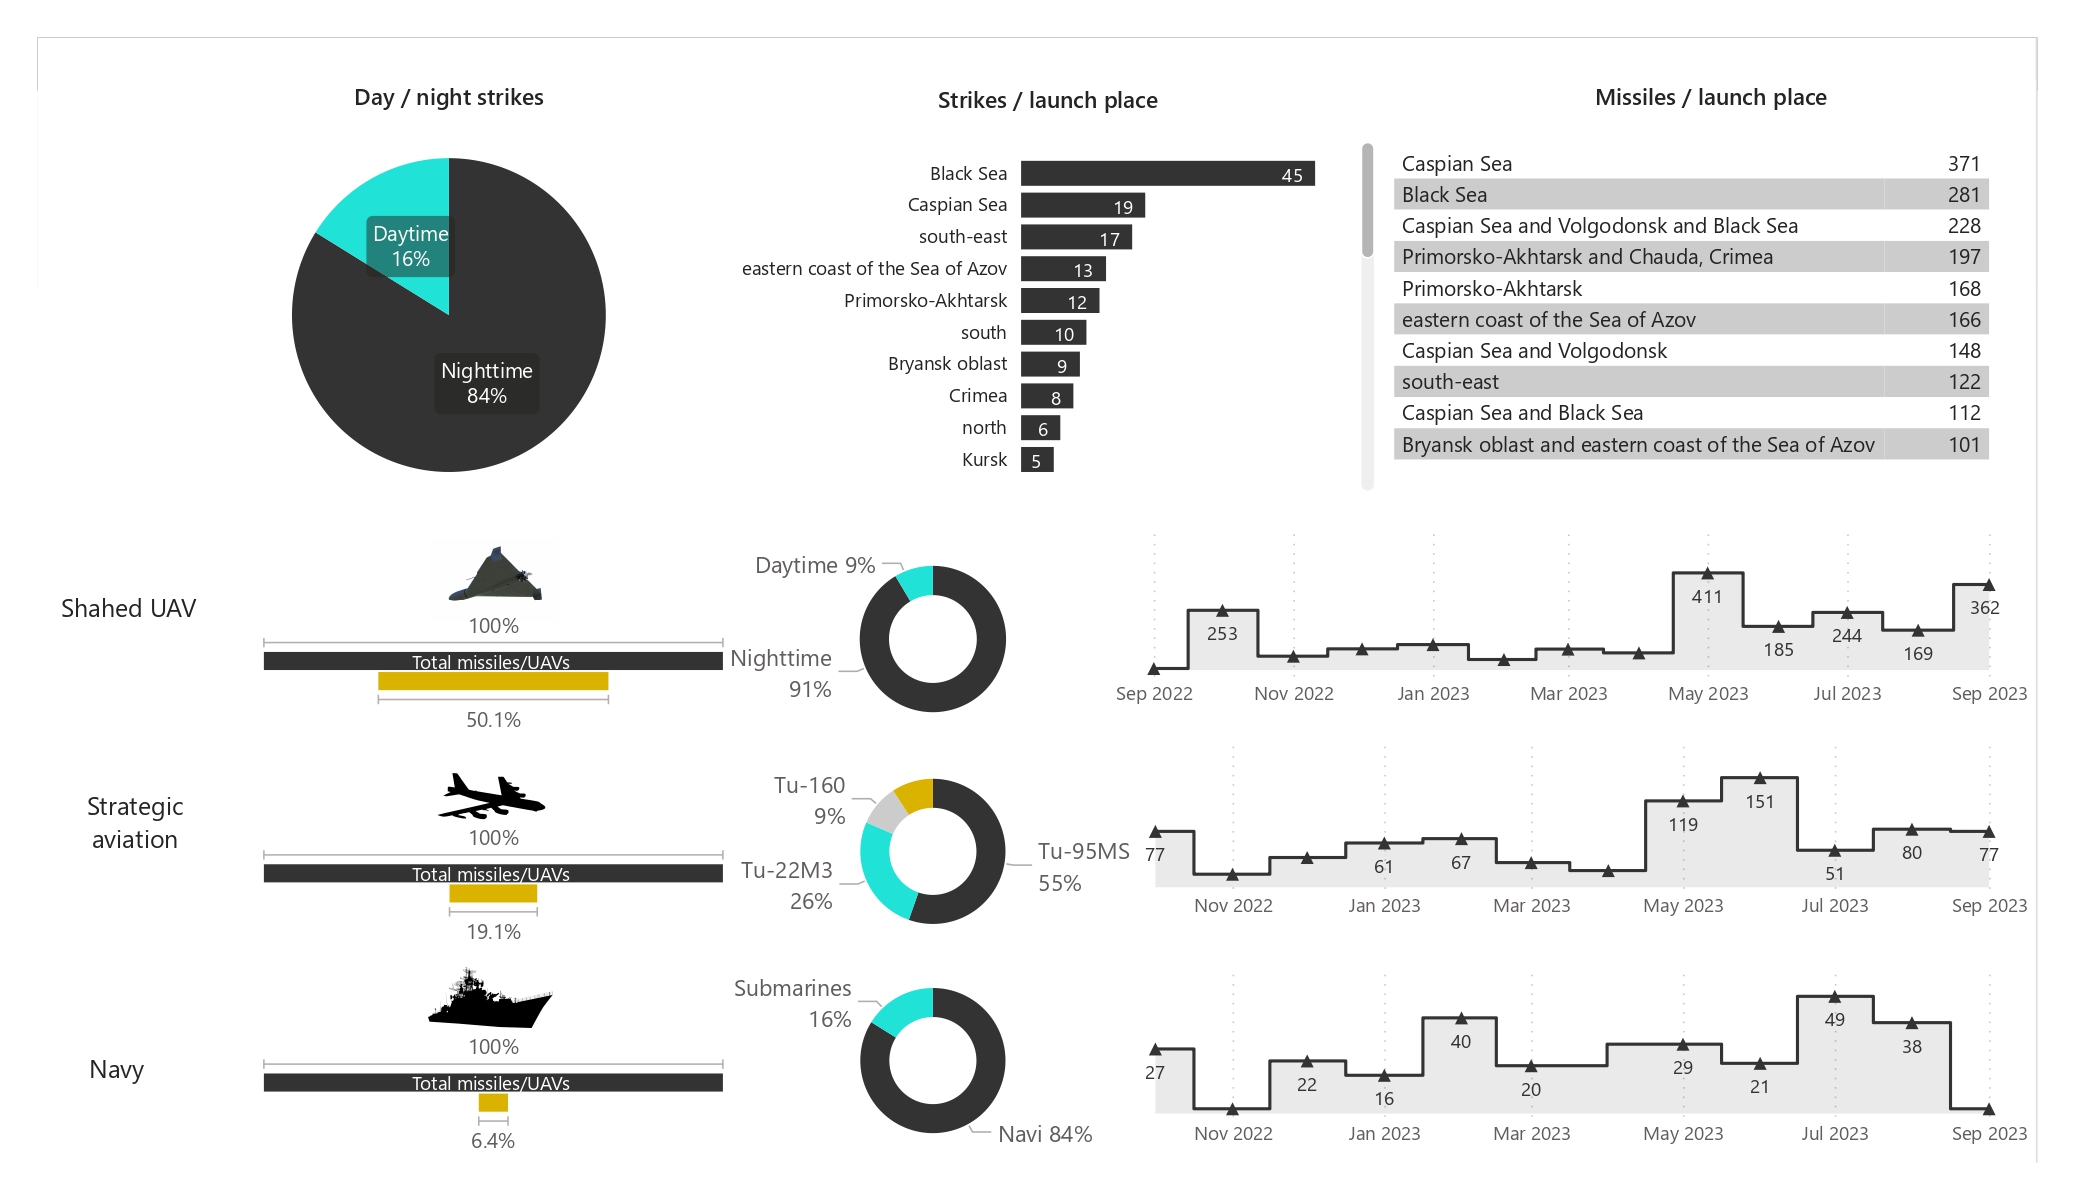 Day / night strikes
Daytime
16%
Nighttime
84%
Strikes / launch place
Black Sea 45
Caspian Sea 19
south-east 17
eastern coast of the Sea of Azov 13
Primorsko-Akhtarsk 12
south 10
Bryansk oblast 9
Crimea 8
north 6
Kursk 5
Missiles / launch place
Caspian Sea 371
Black Sea 281
Caspian Sea and Volgodonsk and Black Sea 228
Primorsko-Akhtarsk and Chauda, Crimea 197
Primorsko-Akhtarsk 168
eastern coast of the Sea of Azov 166
Caspian Sea and Volgodonsk 148
south-east 122
Caspian Sea and Black Sea 112
Bryansk oblast and eastern coast of the Sea of Azov 101
Shahed UAV
100%
Total missiles/UAVs
50.1%
Daytime 9%
Nighttime
91%
253
411
185
244
169
362
Sep 2022 Nov 2022 Jan 2023 Mar 2023 May 2023 Jul 2023 Sep 2023
Strategic
aviation
100%
Total missiles/UAVs
19.1%
Tu-160
9%
Tu-22M3
26%
Tu-95MS
55%
77
61
67
119
151
51
80
77
Nov 2022 Jan 2023 Mar 2023 May 2023 Jul 2023 Sep 2023
Navy
100%
Total missiles/UAVs
6.4%
Submarines
16%
Navi 84%
27
22
16
40
20
29
21
49
38
Nov 2022 Jan 2023 Mar 2023 May 2023 Jul 2023 Sep 2023